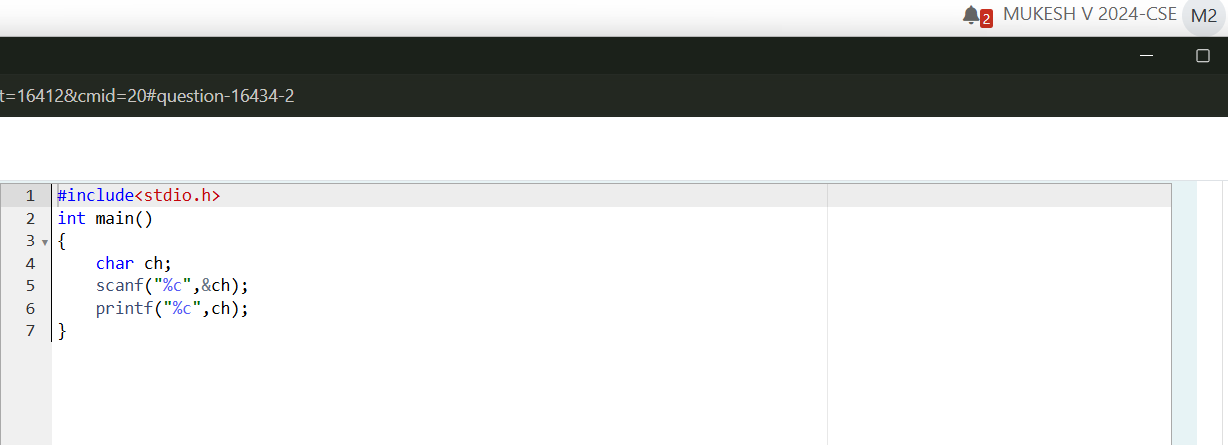 2 MUKESH V 2024-CSE M2
t=16412&cmid=20#question-16434-2
1 #include<stdio.h>
2 int main()
3 {
4     char ch;
5     scanf("%c",&ch);
6     printf("%c",ch);
7 }